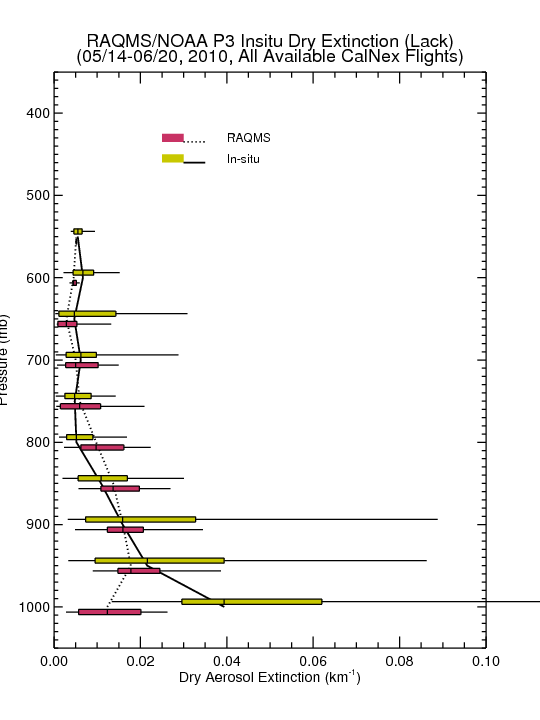 RAQMS/NOAA P3 Insitu Dry Extinction (Lack)
(05/14-06/20, 2010, All Available CalNex Flights)
400
RAQMS
In-situ
500
600
Pressure (mb)
700
800
900
1000
0.00 0.02 0.04 0.06 0.08 0.10
Dry Aerosol Extinction (km⁻¹)